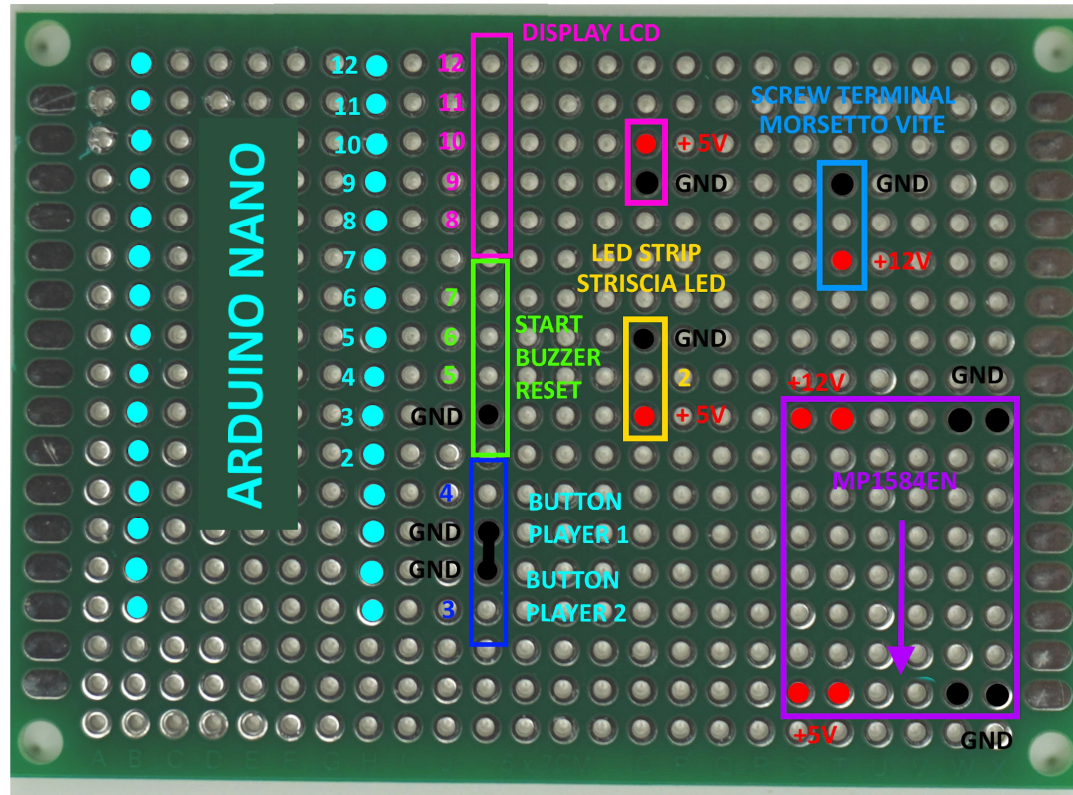 DISPLAY LCD
12 12
11 11
10 10
9 9
8 8
7
6 7
5 6
4 5
3 GND
2
4
GND
GND
3
ARDUINO NANO
+ 5V
GND
SCREW TERMINAL
MORSETTO VITE
GND
+12V
LED STRIP
STRISCIA LED
GND
2
+ 5V
START
BUZZER
RESET
BUTTON
PLAYER 1
BUTTON
PLAYER 2
+12V
GND
MP1584EN
+5V
GND